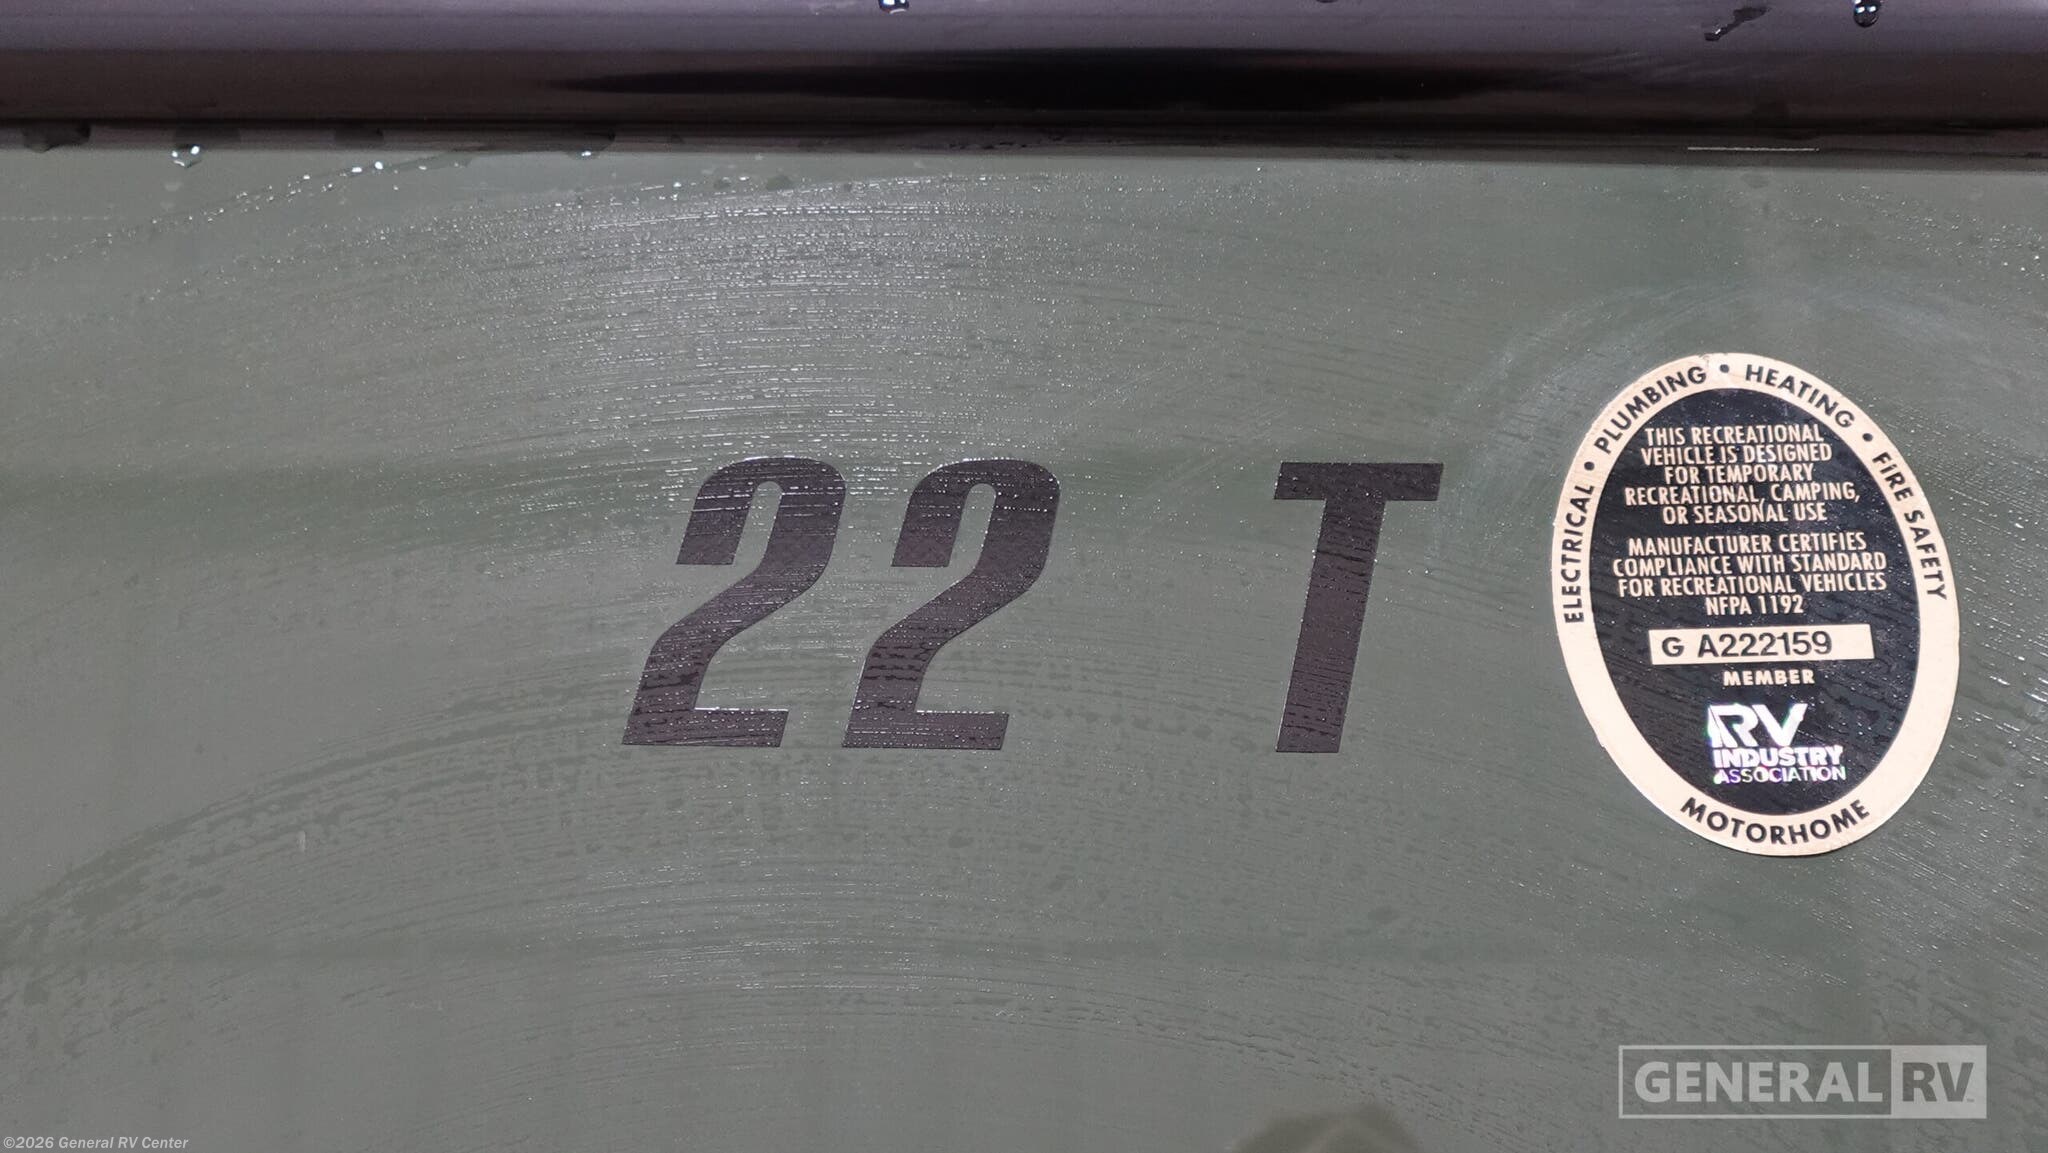 22 T
ELECTRICAL • PLUMBING • HEATING • FIRE SAFETY
THIS RECREATIONAL
VEHICLE IS DESIGNED
FOR TEMPORARY
RECREATIONAL, CAMPING,
OR SEASONAL USE
MANUFACTURER CERTIFIES
COMPLIANCE WITH STANDARD
FOR RECREATIONAL VEHICLES
NFPA 1192
G A222159
MEMBER
RV
INDUSTRY
ASSOCIATION
MOTORHOME
GENERAL RV
©2026 General RV Center